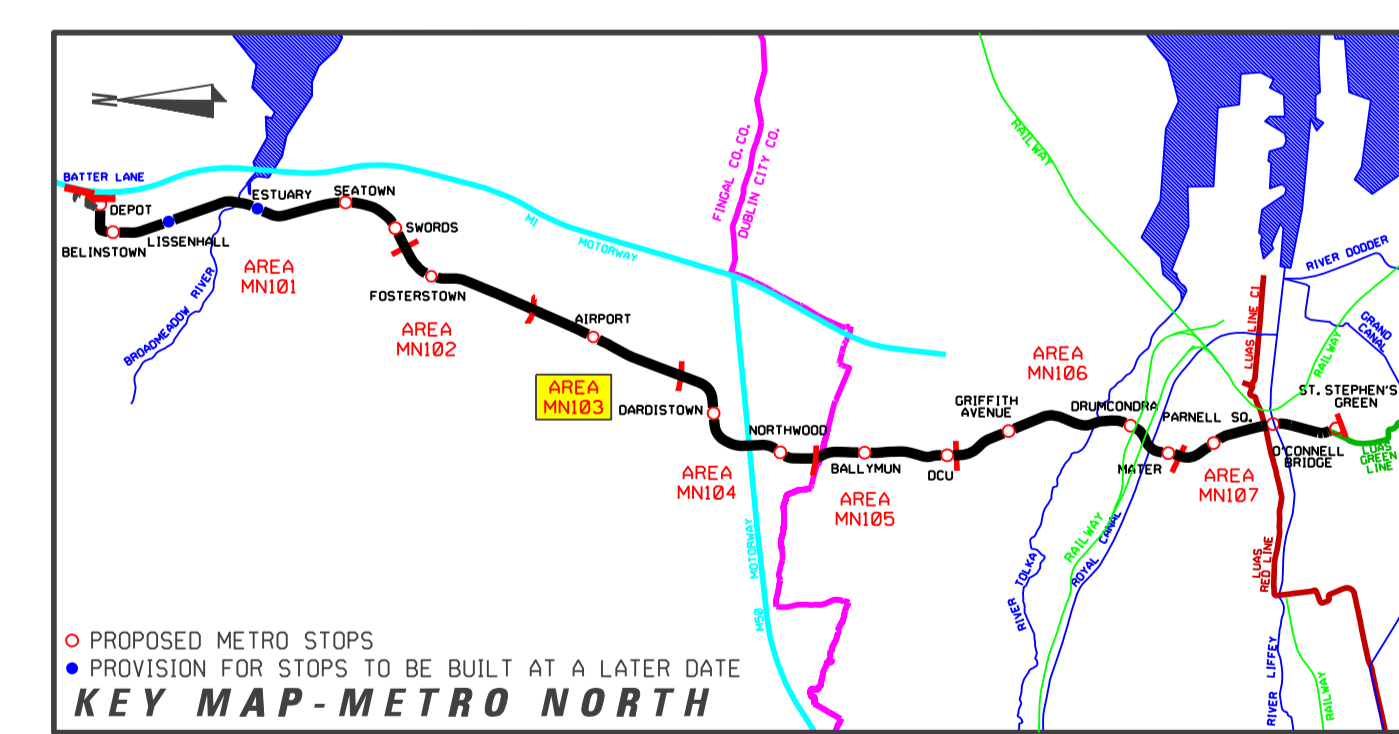 BATTER LANE
DEPOT
BELINSTOWN
LISSENHALL
ESTUARY
SEATOWN
SWORDS
BROADMEADOW RIVER
AREA
MN101
FOSTERSTOWN
AREA
MN102
AIRPORT
AREA
MN103
DARDISTOWN
M1
MOTORWAY
FINGAL CO. CO.
DUBLIN CITY CO.
NORTHWOOD
AREA
MN104
MOTORWAY
M50
BALLYMUN
AREA
MN105
DCU
GRIFFITH
AVENUE
AREA
MN106
DRUMCONDRA
MATER
PARNELL SQ.
AREA
MN107
O'CONNELL
BRIDGE
ST. STEPHEN'S
GREEN
LUAS
GREEN
LINE
RAILWAY
LUAS LINE C1
RIVER DODDER
GRAND
CANAL
RAILWAY
RIVER TOLKA
RAILWAY
ROYAL CANAL
LUAS
RED LINE
RIVER LIFFEY
RAILWAY
PROPOSED METRO STOPS
PROVISION FOR STOPS TO BE BUILT AT A LATER DATE
KEY MAP-METRO NORTH